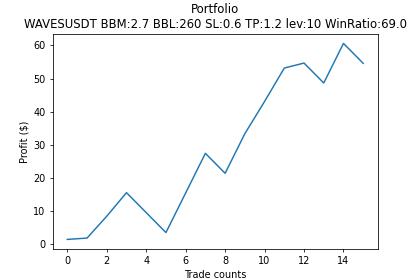 Portfolio
WAVESUSDT BBM:2.7 BBL:260 SL:0.6 TP:1.2 lev:10 WinRatio:69.0
60
50
40
30
20
10
0
Profit ($)
0 2 4 6 8 10 12 14
Trade counts